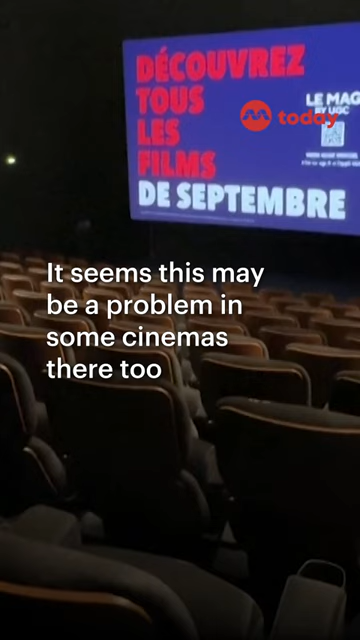 DÉCOUVREZ
TOUS
LES
FILMS
DE SEPTEMBRE
LE MAG
BY UGC
today
It seems this may
be a problem in
some cinemas
there too